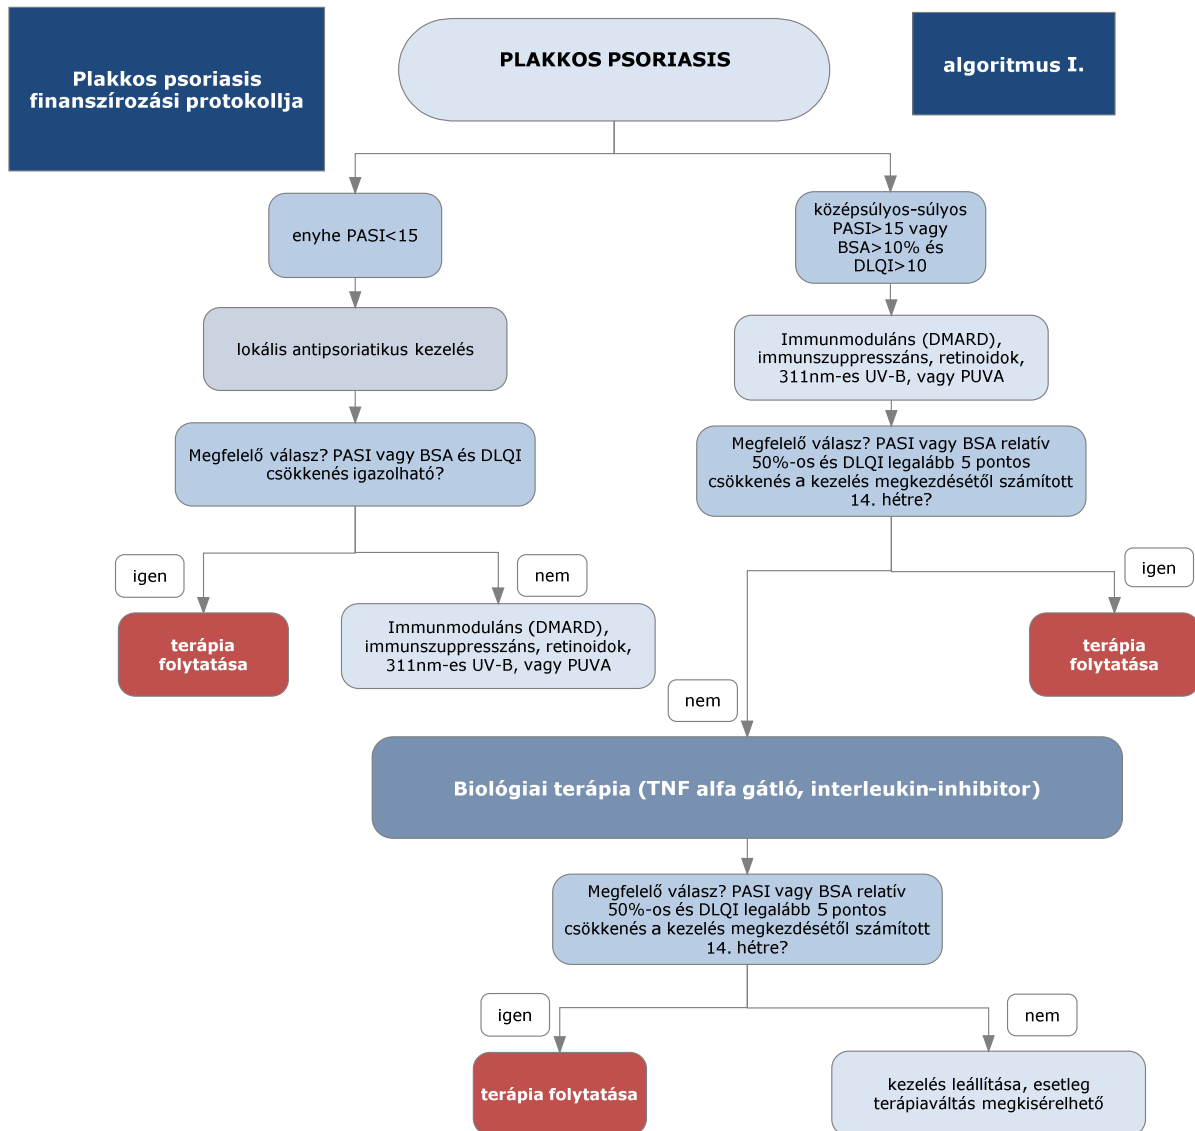 Plakkos psoriasis
finanszírozási protokollja
PLAKKOS PSORIASIS
algoritmus I.
enyhe PASI<15
középsúlyos-súlyos
PASI>15 vagy
BSA>10% és
DLQI>10
lokális antipsoriatikus kezelés
Immunmoduláns (DMARD),
immunszuppresszáns, retinoidok,
311nm-es UV-B, vagy PUVA
Megfelelő válasz? PASI vagy BSA és DLQI
csökkenés igazolható?
Megfelelő válasz? PASI vagy BSA relatív
50%-os és DLQI legalább 5 pontos
csökkenés a kezelés megkezdésétől számított
14. hétre?
igen
nem
igen
terápia
folytatása
Immunmoduláns (DMARD),
immunszuppresszáns, retinoidok,
311nm-es UV-B, vagy PUVA
terápia
folytatása
nem
Biológiai terápia (TNF alfa gátló, interleukin-inhibitor)
Megfelelő válasz? PASI vagy BSA relatív
50%-os és DLQI legalább 5 pontos
csökkenés a kezelés megkezdésétől számított
14. hétre?
igen
nem
terápia folytatása
kezelés leállítása, esetleg
terápiaváltás megkisérelhető